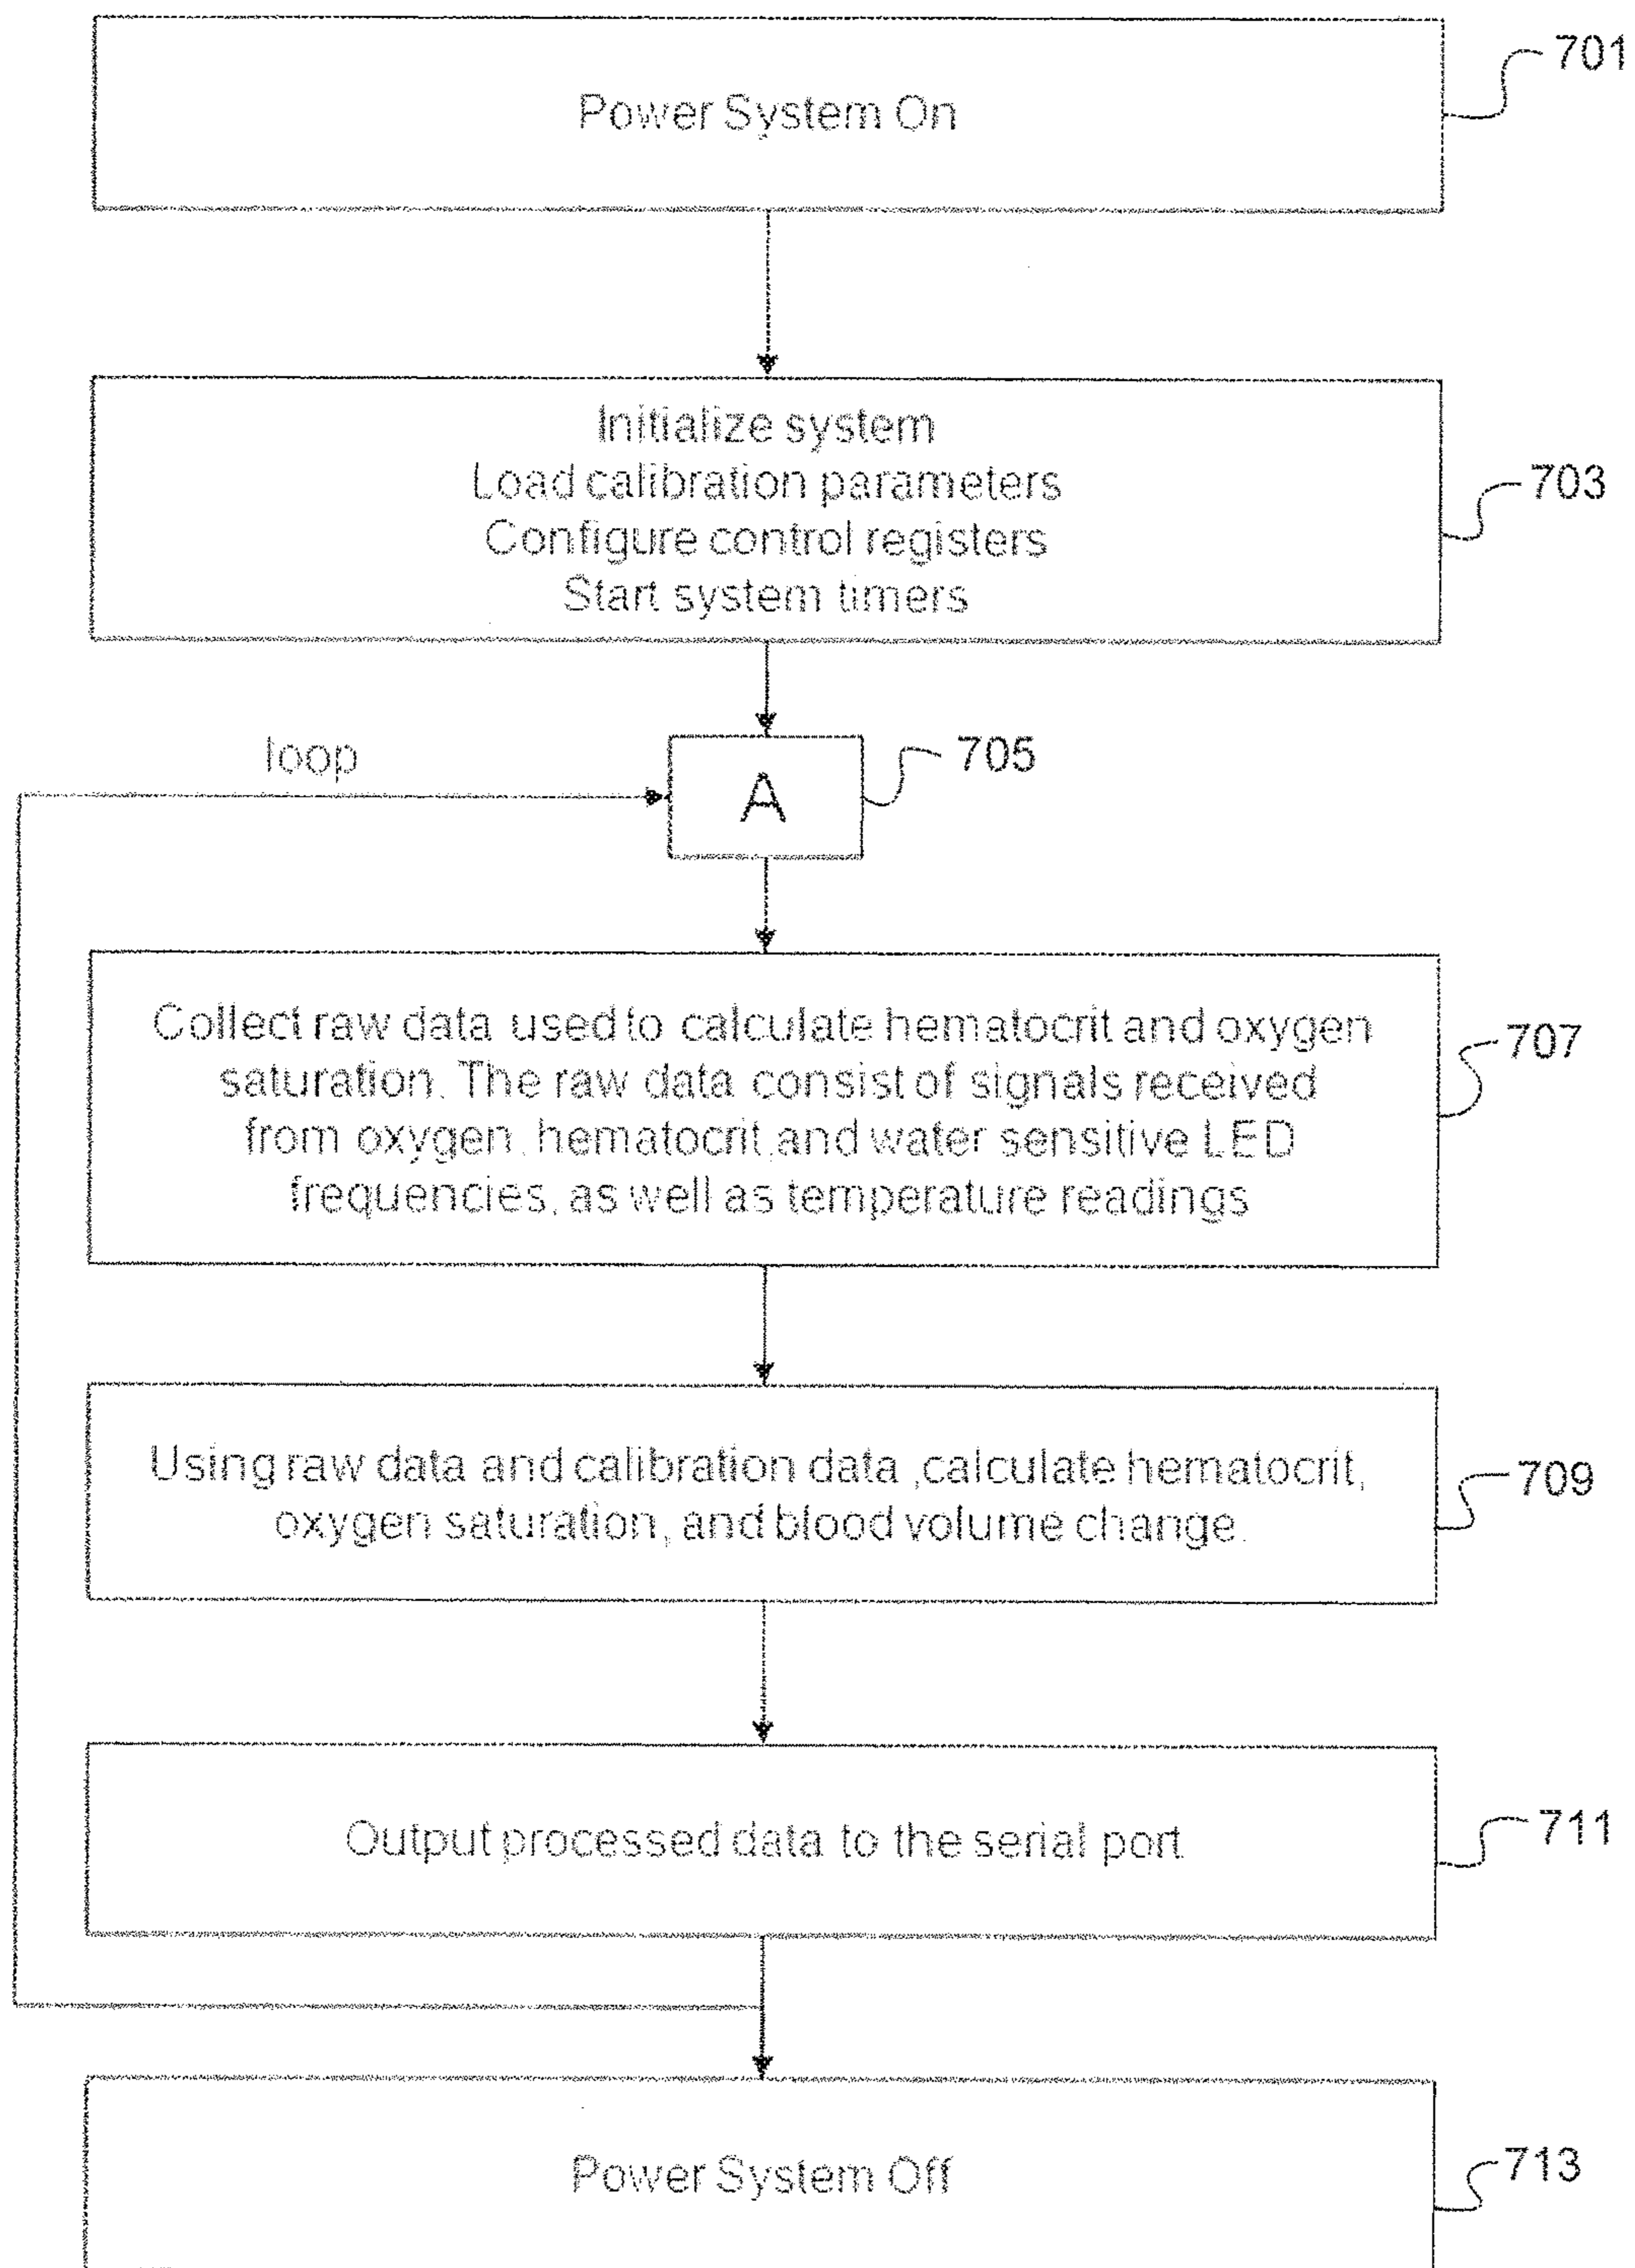 Power System On
701
Initialize system
Load calibration parameters
Configure control registers
Start system timers
703
loop
A
705
Collect raw data used to calculate hematocrit and oxygen
saturation. The raw data consist of signals received
from oxygen, hematocrit and water sensitive LED
frequencies, as well as temperature readings
707
Using raw data and calibration data ,calculate hematocrit,
oxygen saturation, and blood volume change.
709
Output processed data to the serial port
711
Power System Off
713